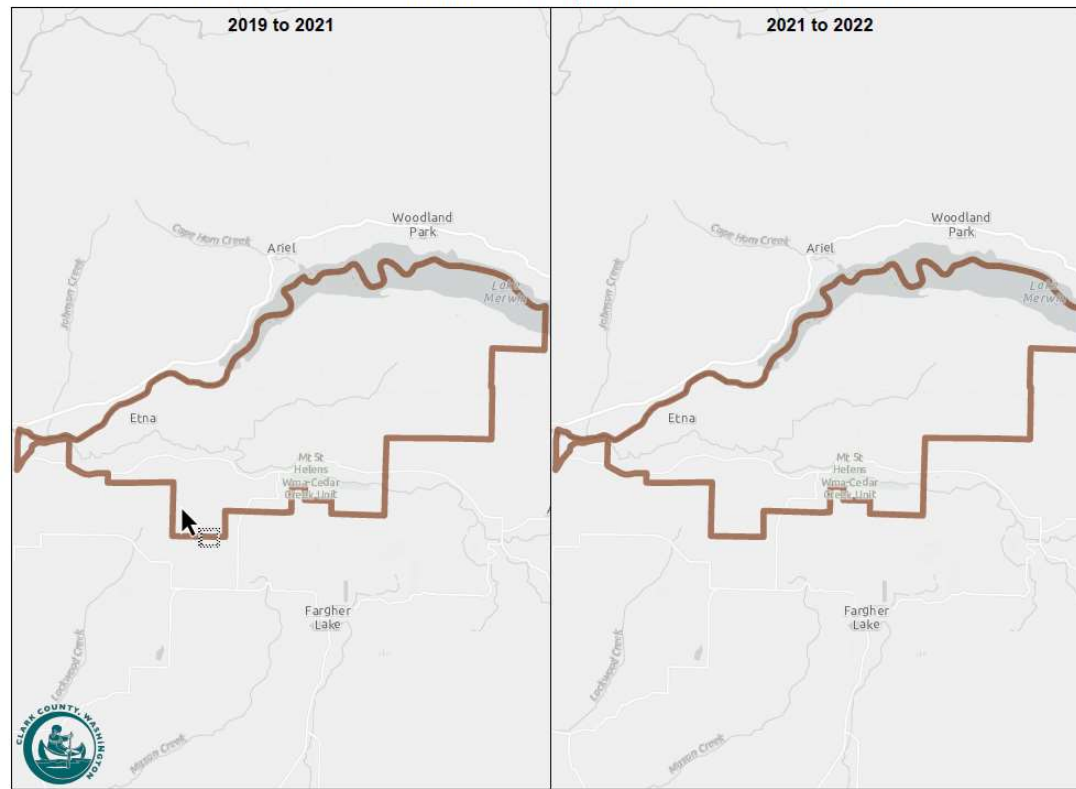 2019 to 2021
Woodland
Park
Cape Horn Creek
Ariel
Johnson Creek
Lake
Merwin
Etna
Mt St
Helens
Wma-Cedar
Creek Unit
Fargher
Lake
Lockwood Creek
Mason Creek
CLARK COUNTY, WASHINGTON
2021 to 2022
Woodland
Park
Cape Horn Creek
Ariel
Johnson Creek
Lake
Merwin
Etna
Mt St
Helens
Wma-Cedar
Creek Unit
Fargher
Lake
Lockwood Creek
Mason Creek